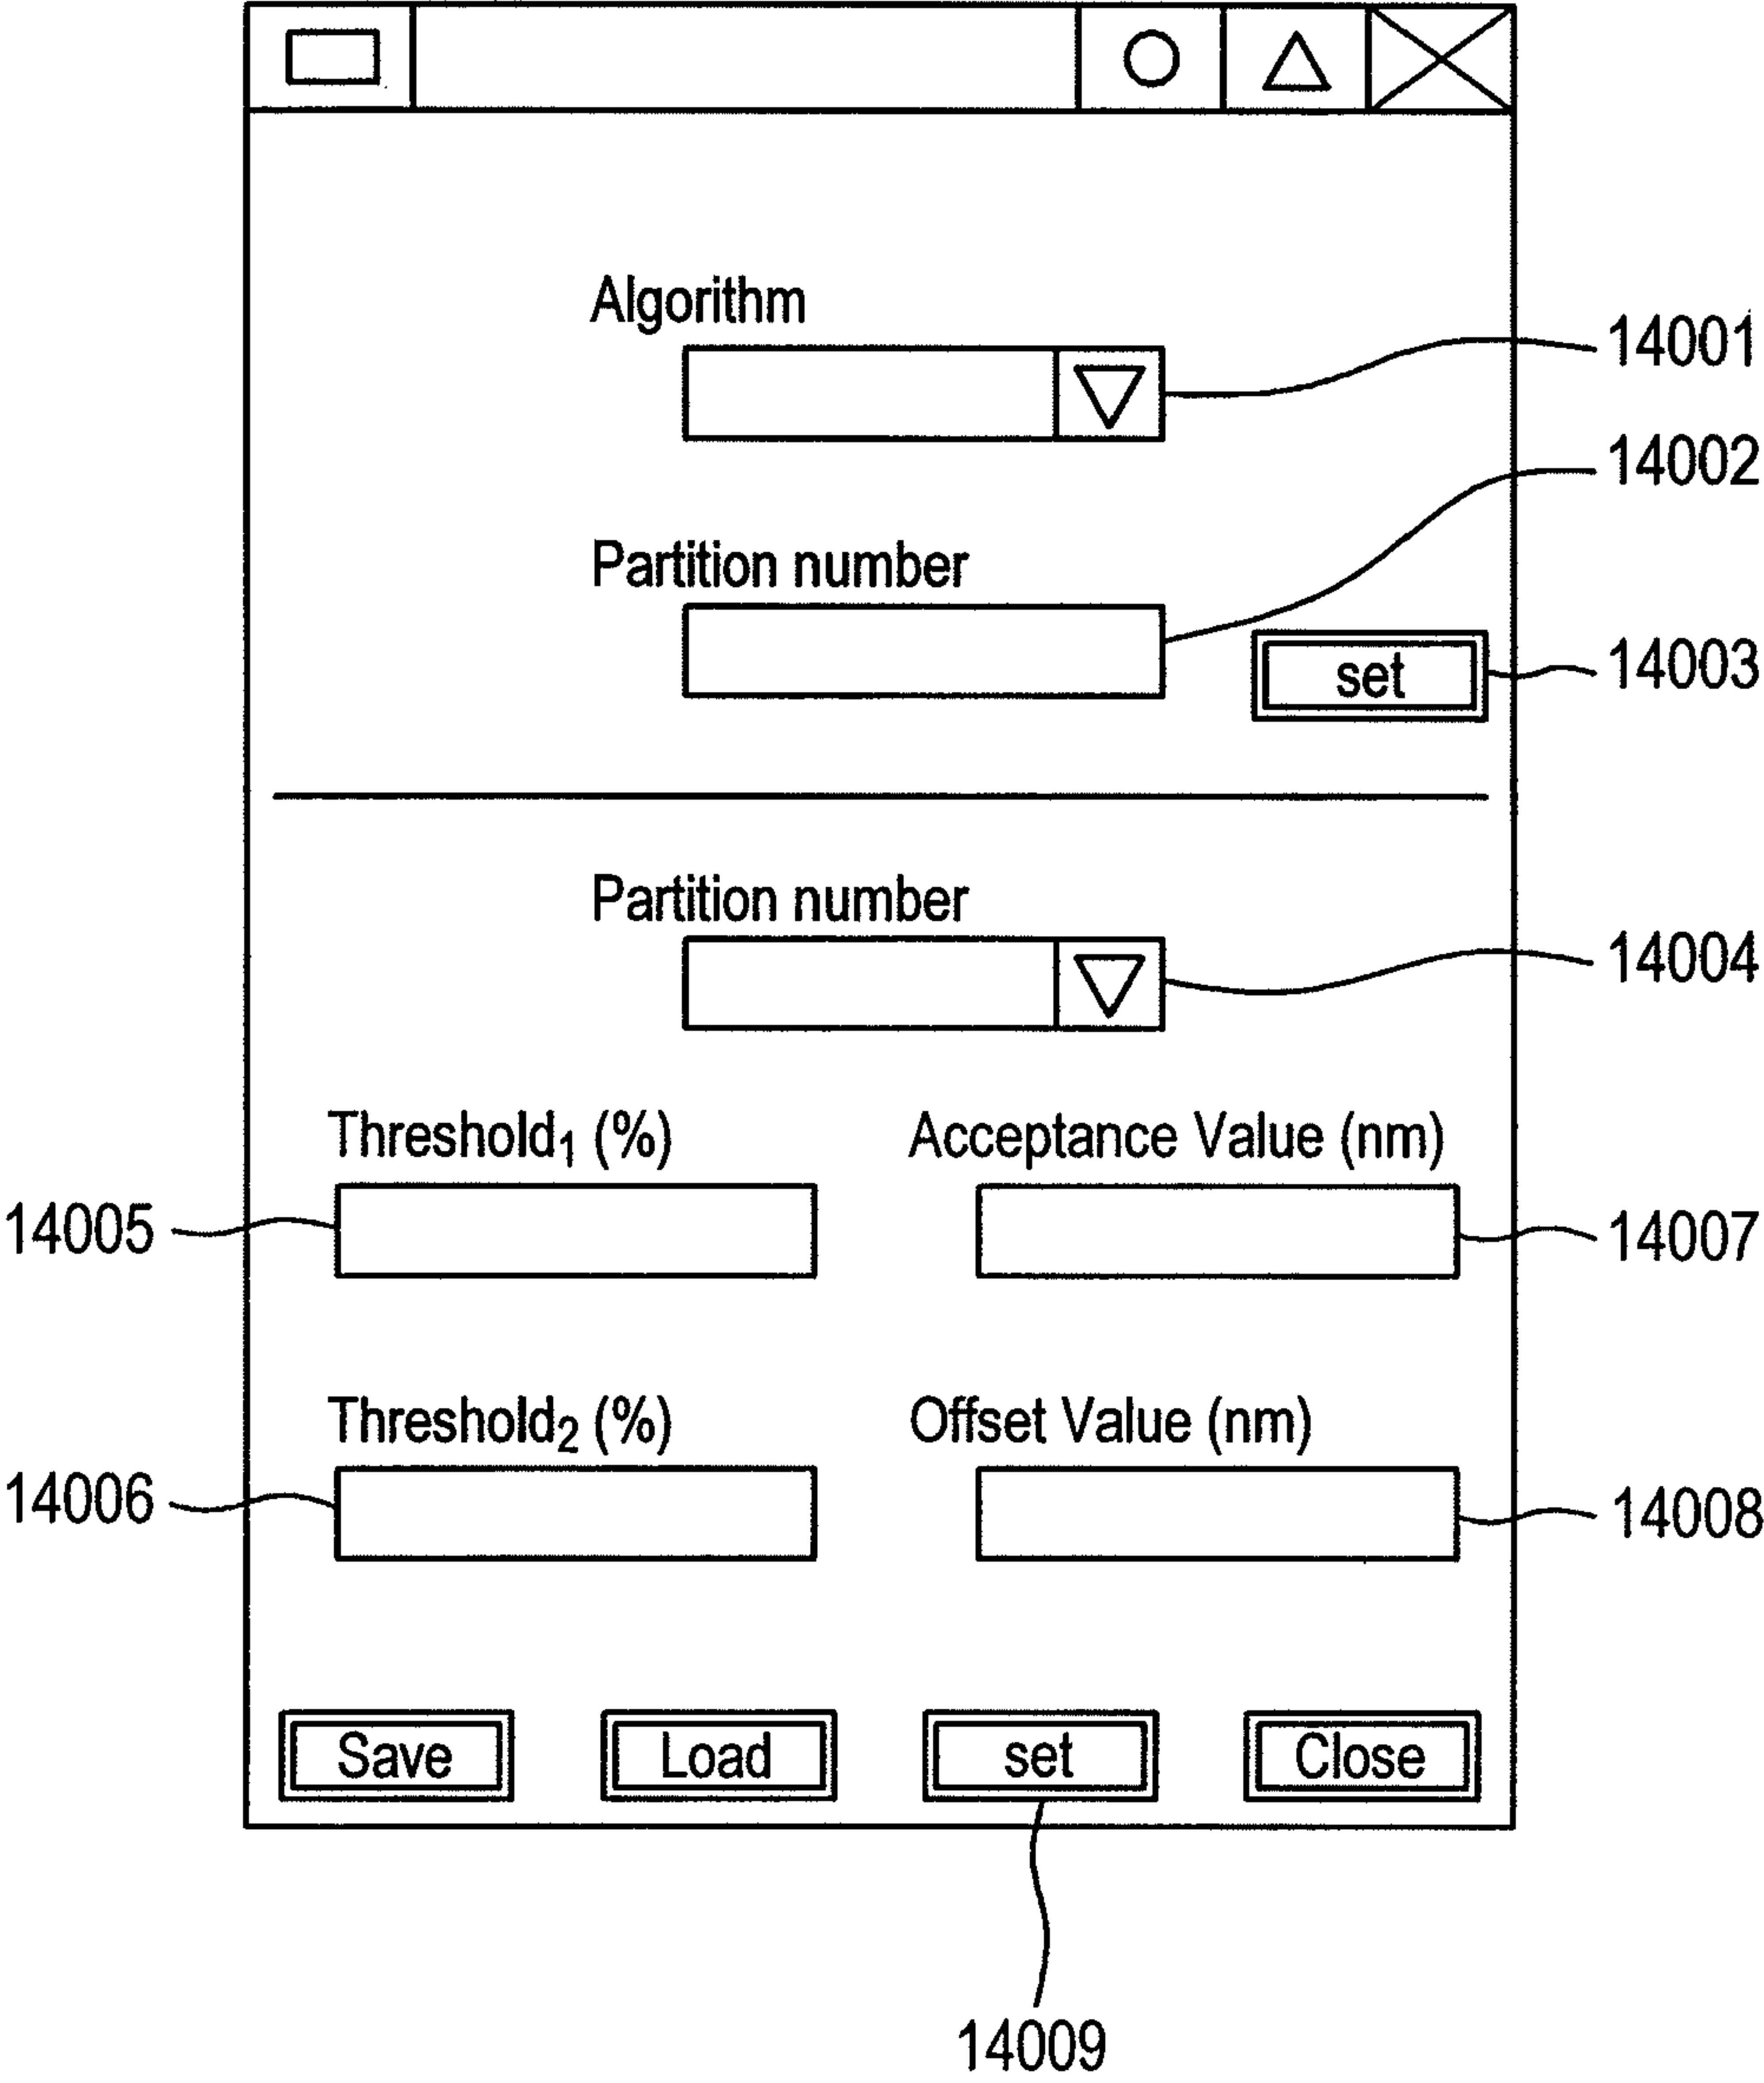 Algorithm
14001
14002
Partition number
set
14003
Partition number
14004
Threshold₁ (%)
Acceptance Value (nm)
14005
14007
Threshold₂ (%)
Offset Value (nm)
14006
14008
Save
Load
set
Close
14009